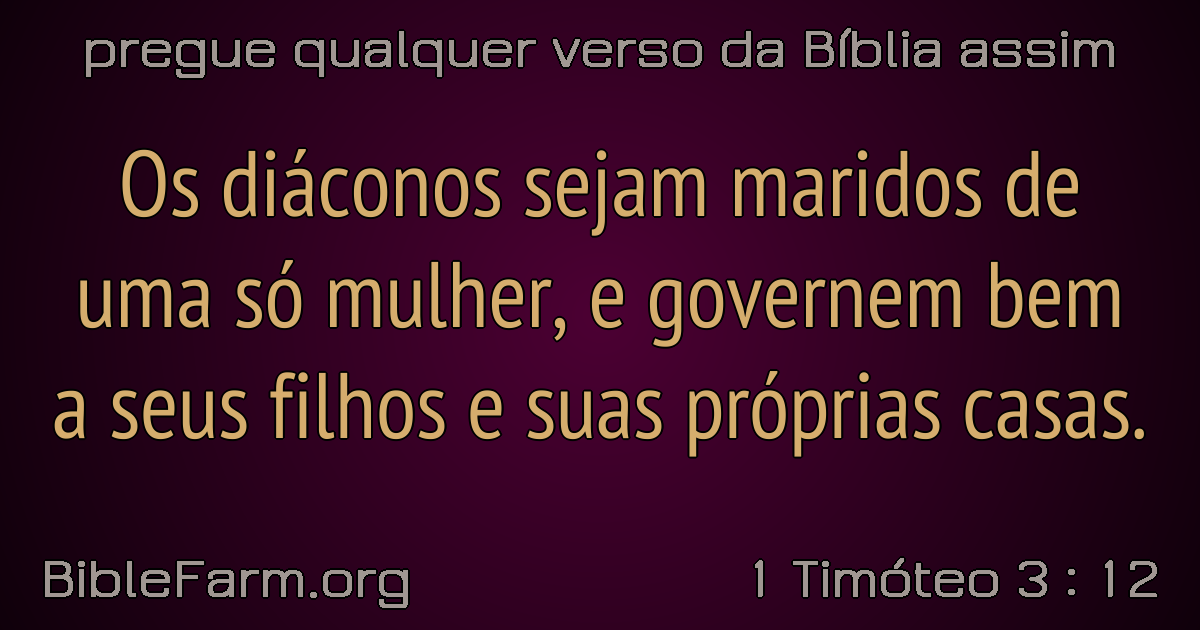 pregue qualquer verso da Bíblia assim
Os diáconos sejam maridos de
uma só mulher, e governem bem
a seus filhos e suas próprias casas.
BibleFarm.org
1 Timóteo 3 : 12